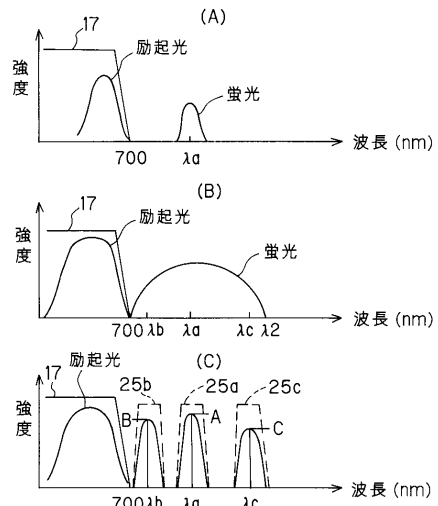 (A)
17
励起光
強度
蛍光
700
λa
波長 (nm)
(B)
17
励起光
強度
蛍光
700
λb
λa
λc
λ2
波長 (nm)
(C)
励起光
17
25b
25a
25c
強度
B
A
C
700
λb
λa
λc
波長 (nm)